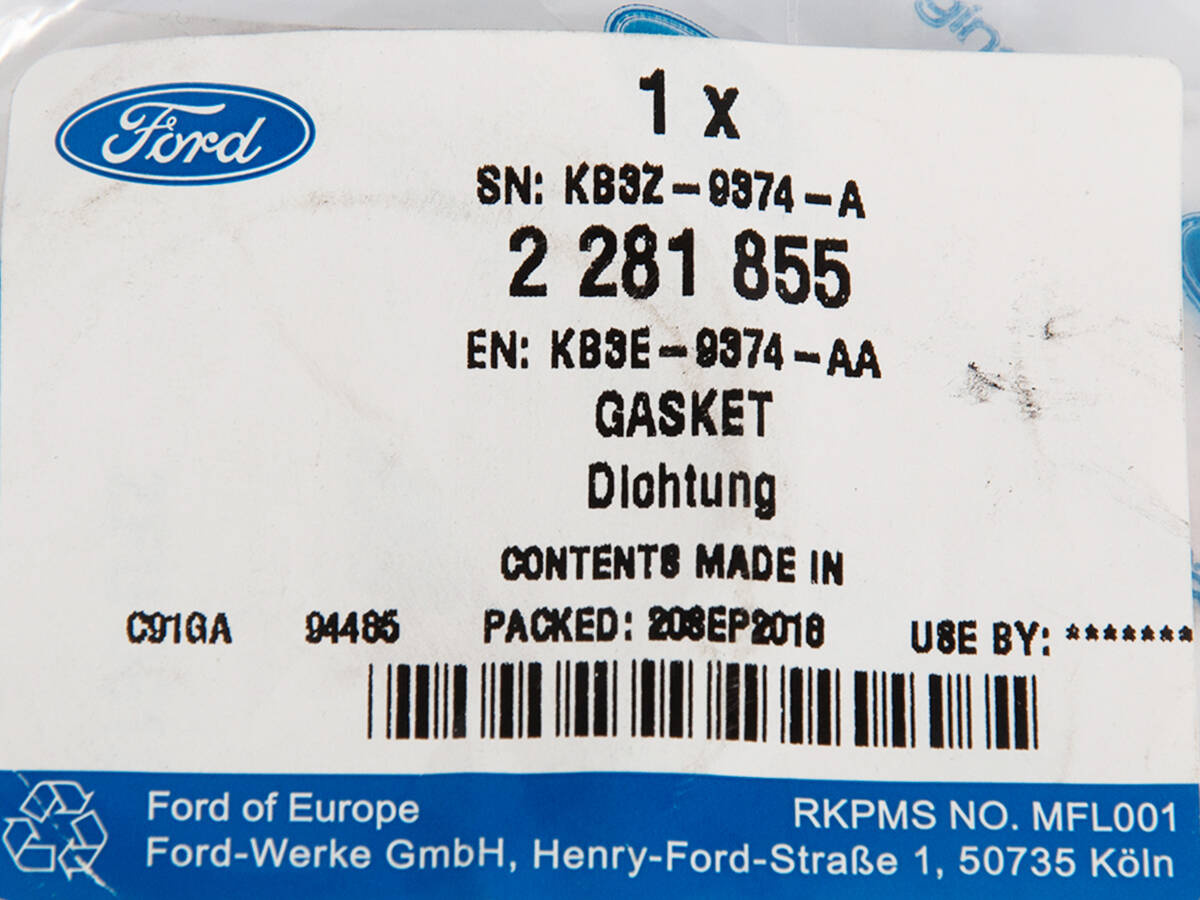 Ford
1 x
SN: KB3Z-9374-A
2 281 855
EN: KB3E-9374-AA
GASKET
Dichtung
CONTENTS MADE IN
C91GA 94485 PACKED: 20SEP2018 USE BY: *******
Ford of Europe RKPMS NO. MFL001
Ford-Werke GmbH, Henry-Ford-Straße 1, 50735 Köln